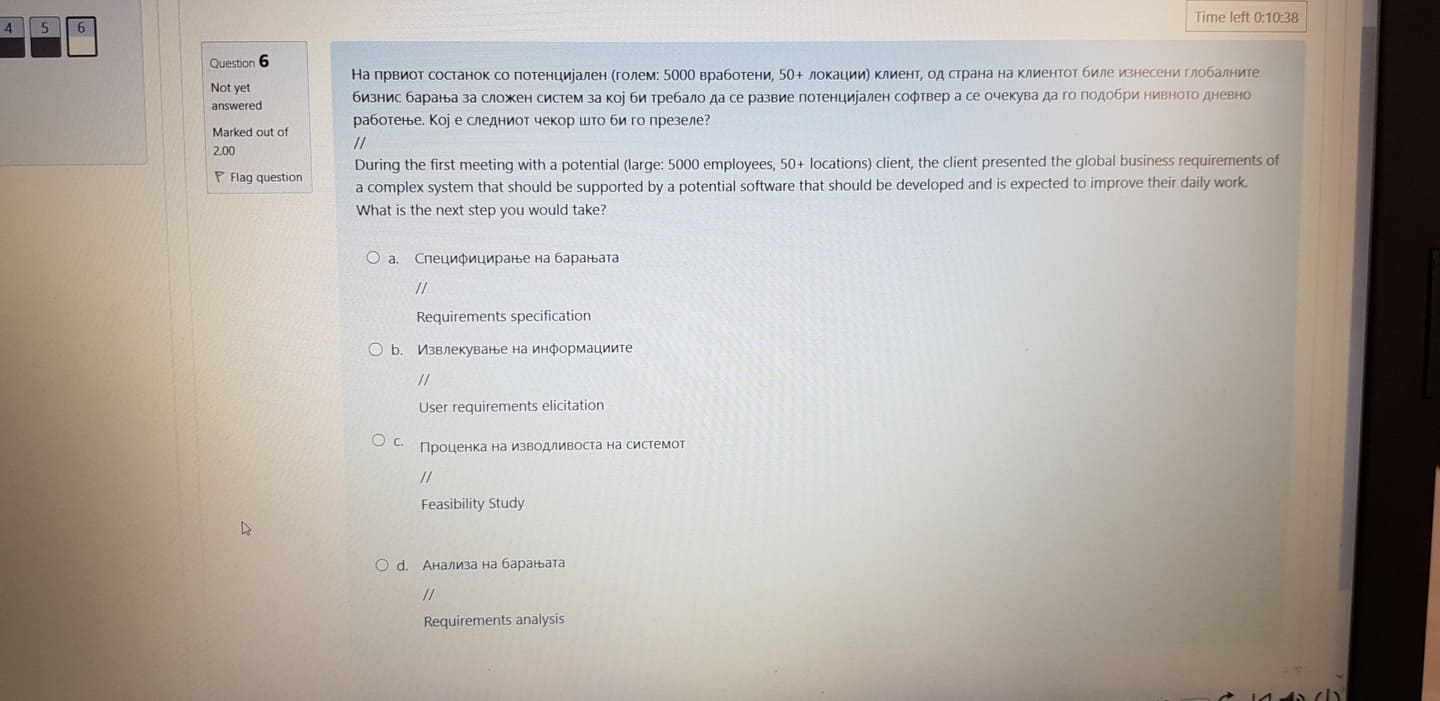 4 5 6
Time left 0:10:38
Question 6
Not yet
answered
Marked out of
2.00
Flag question
На првиот состанок со потенцијален (голем: 5000 вработени, 50+ локации) клиент, од страна на клиентот биле изнесени глобалните
бизнис барања за сложен систем за кој би требало да се развие потенцијален софтвер а се очекува да го подобри нивното дневно
работење. Кој е следниот чекор што би го презеле?
//
During the first meeting with a potential (large: 5000 employees, 50+ locations) client, the client presented the global business requirements of
a complex system that should be supported by a potential software that should be developed and is expected to improve their daily work.
What is the next step you would take?
a. Специфицирање на барањата
//
Requirements specification
b. Извлекување на информациите
//
User requirements elicitation
c. Проценка на изводливоста на системот
//
Feasibility Study
d. Анализа на барањата
//
Requirements analysis